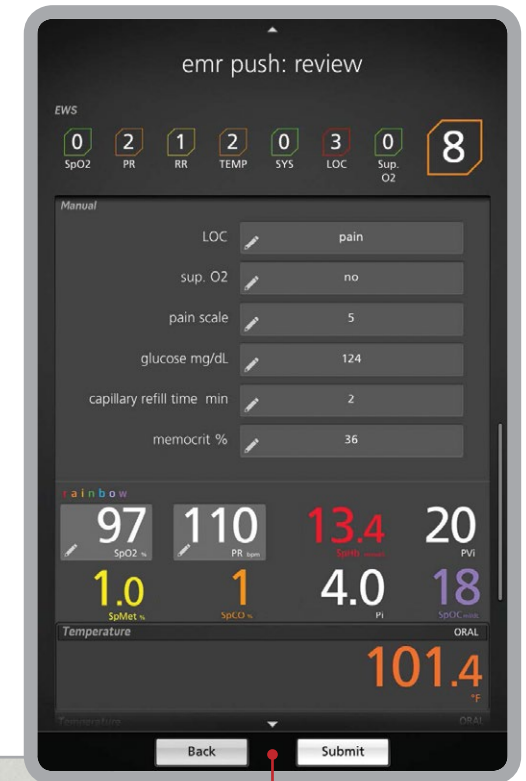 emr push: review
EWS
0 2 1 2 0 3 0 8
SpO2 PR RR TEMP SYS LOC Sup. O2
Manual
LOC pain
sup. O2 no
pain scale 5
glucose mg/dL 124
capillary refill time min 2
memocrit % 36
rainbow
97 110 13.4 20
SpO2 % PR bpm SpHb PVi
1.0 1 4.0 18
SpMet % SpCO % Pi SpOC
Temperature ORAL
101.4
°F
Temperature ORAL
Back Submit